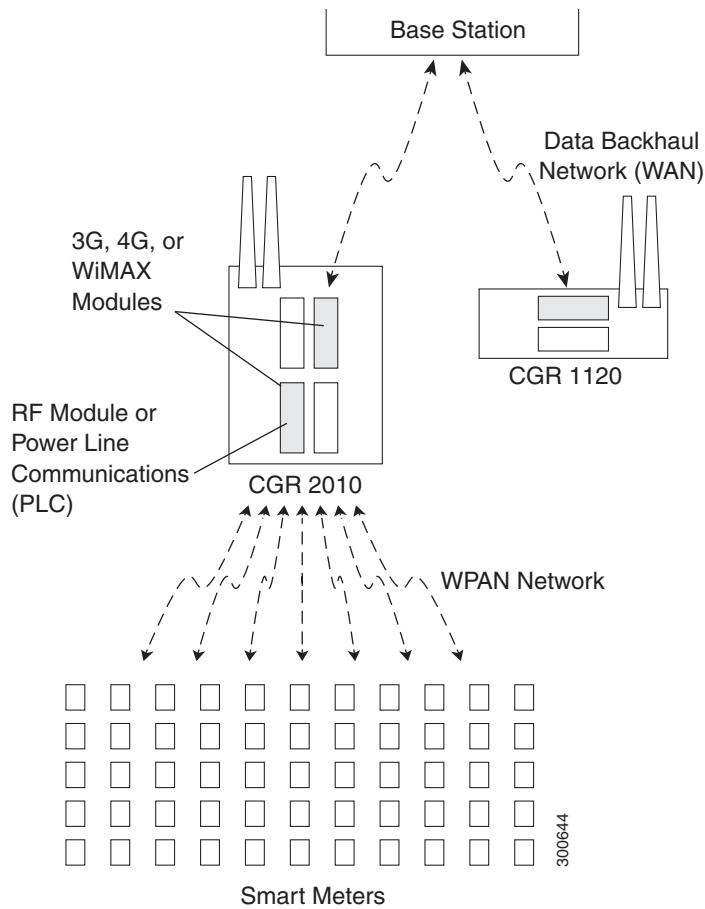 Base Station
Data Backhaul
Network (WAN)
3G, 4G, or
WiMAX
Modules
CGR 1120
RF Module or
Power Line
Communications
(PLC)
CGR 2010
WPAN Network
300644
Smart Meters